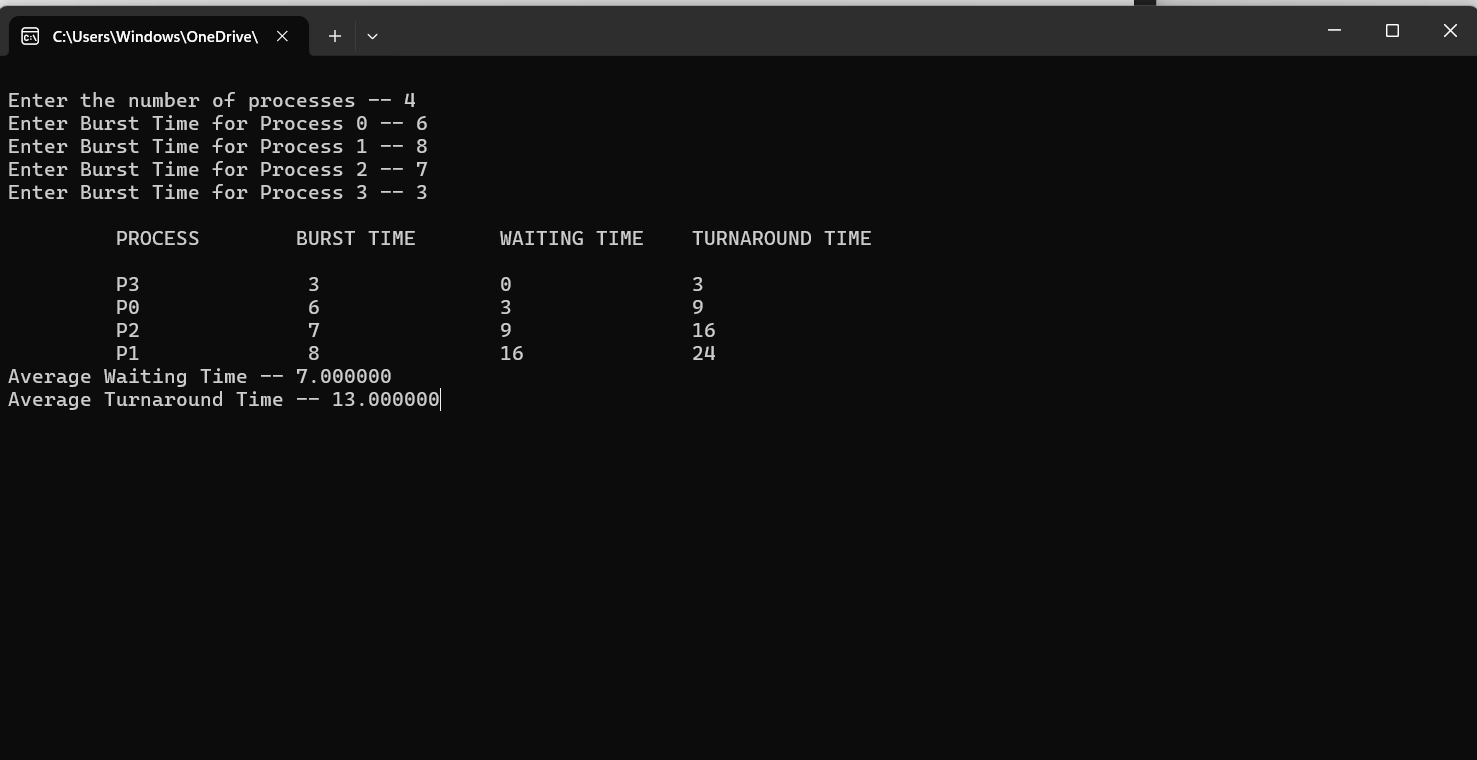 C:\Users\Windows\OneDrive\
Enter the number of processes -- 4
Enter Burst Time for Process 0 -- 6
Enter Burst Time for Process 1 -- 8
Enter Burst Time for Process 2 -- 7
Enter Burst Time for Process 3 -- 3
PROCESS BURST TIME WAITING TIME TURNAROUND TIME
P3 3 0 3
P0 6 3 9
P2 7 9 16
P1 8 16 24
Average Waiting Time -- 7.000000
Average Turnaround Time -- 13.000000